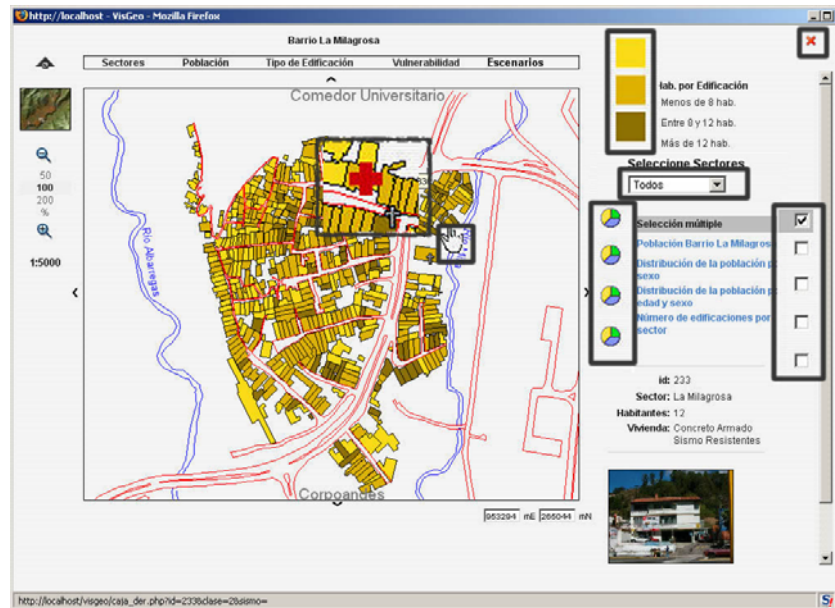 http://localhost - VisGeo - Mozilla Firefox
Barrio La Milagrosa
Sectores Población Tipo de Edificación Vulnerabilidad Escenarios
Comedor Universitario
50
100
200
%
1:5000
Río Albarregas
Corpoandes
953294 mE 265044 mN
Hab. por Edificación
Menos de 8 hab.
Entre 8 y 12 hab.
Más de 12 hab.
Seleccione Sectores
Todos
Selección múltiple
Población Barrio La Milagros
Distribución de la población p
sexo
Distribución de la población p
edad y sexo
Número de edificaciones por
sector
id: 233
Sector: La Milagrosa
Habitantes: 12
Vivienda: Concreto Armado
Sismo Resistentes
http://localhost/visgeo/caja_der.php?id=233&clase=2&sismo=